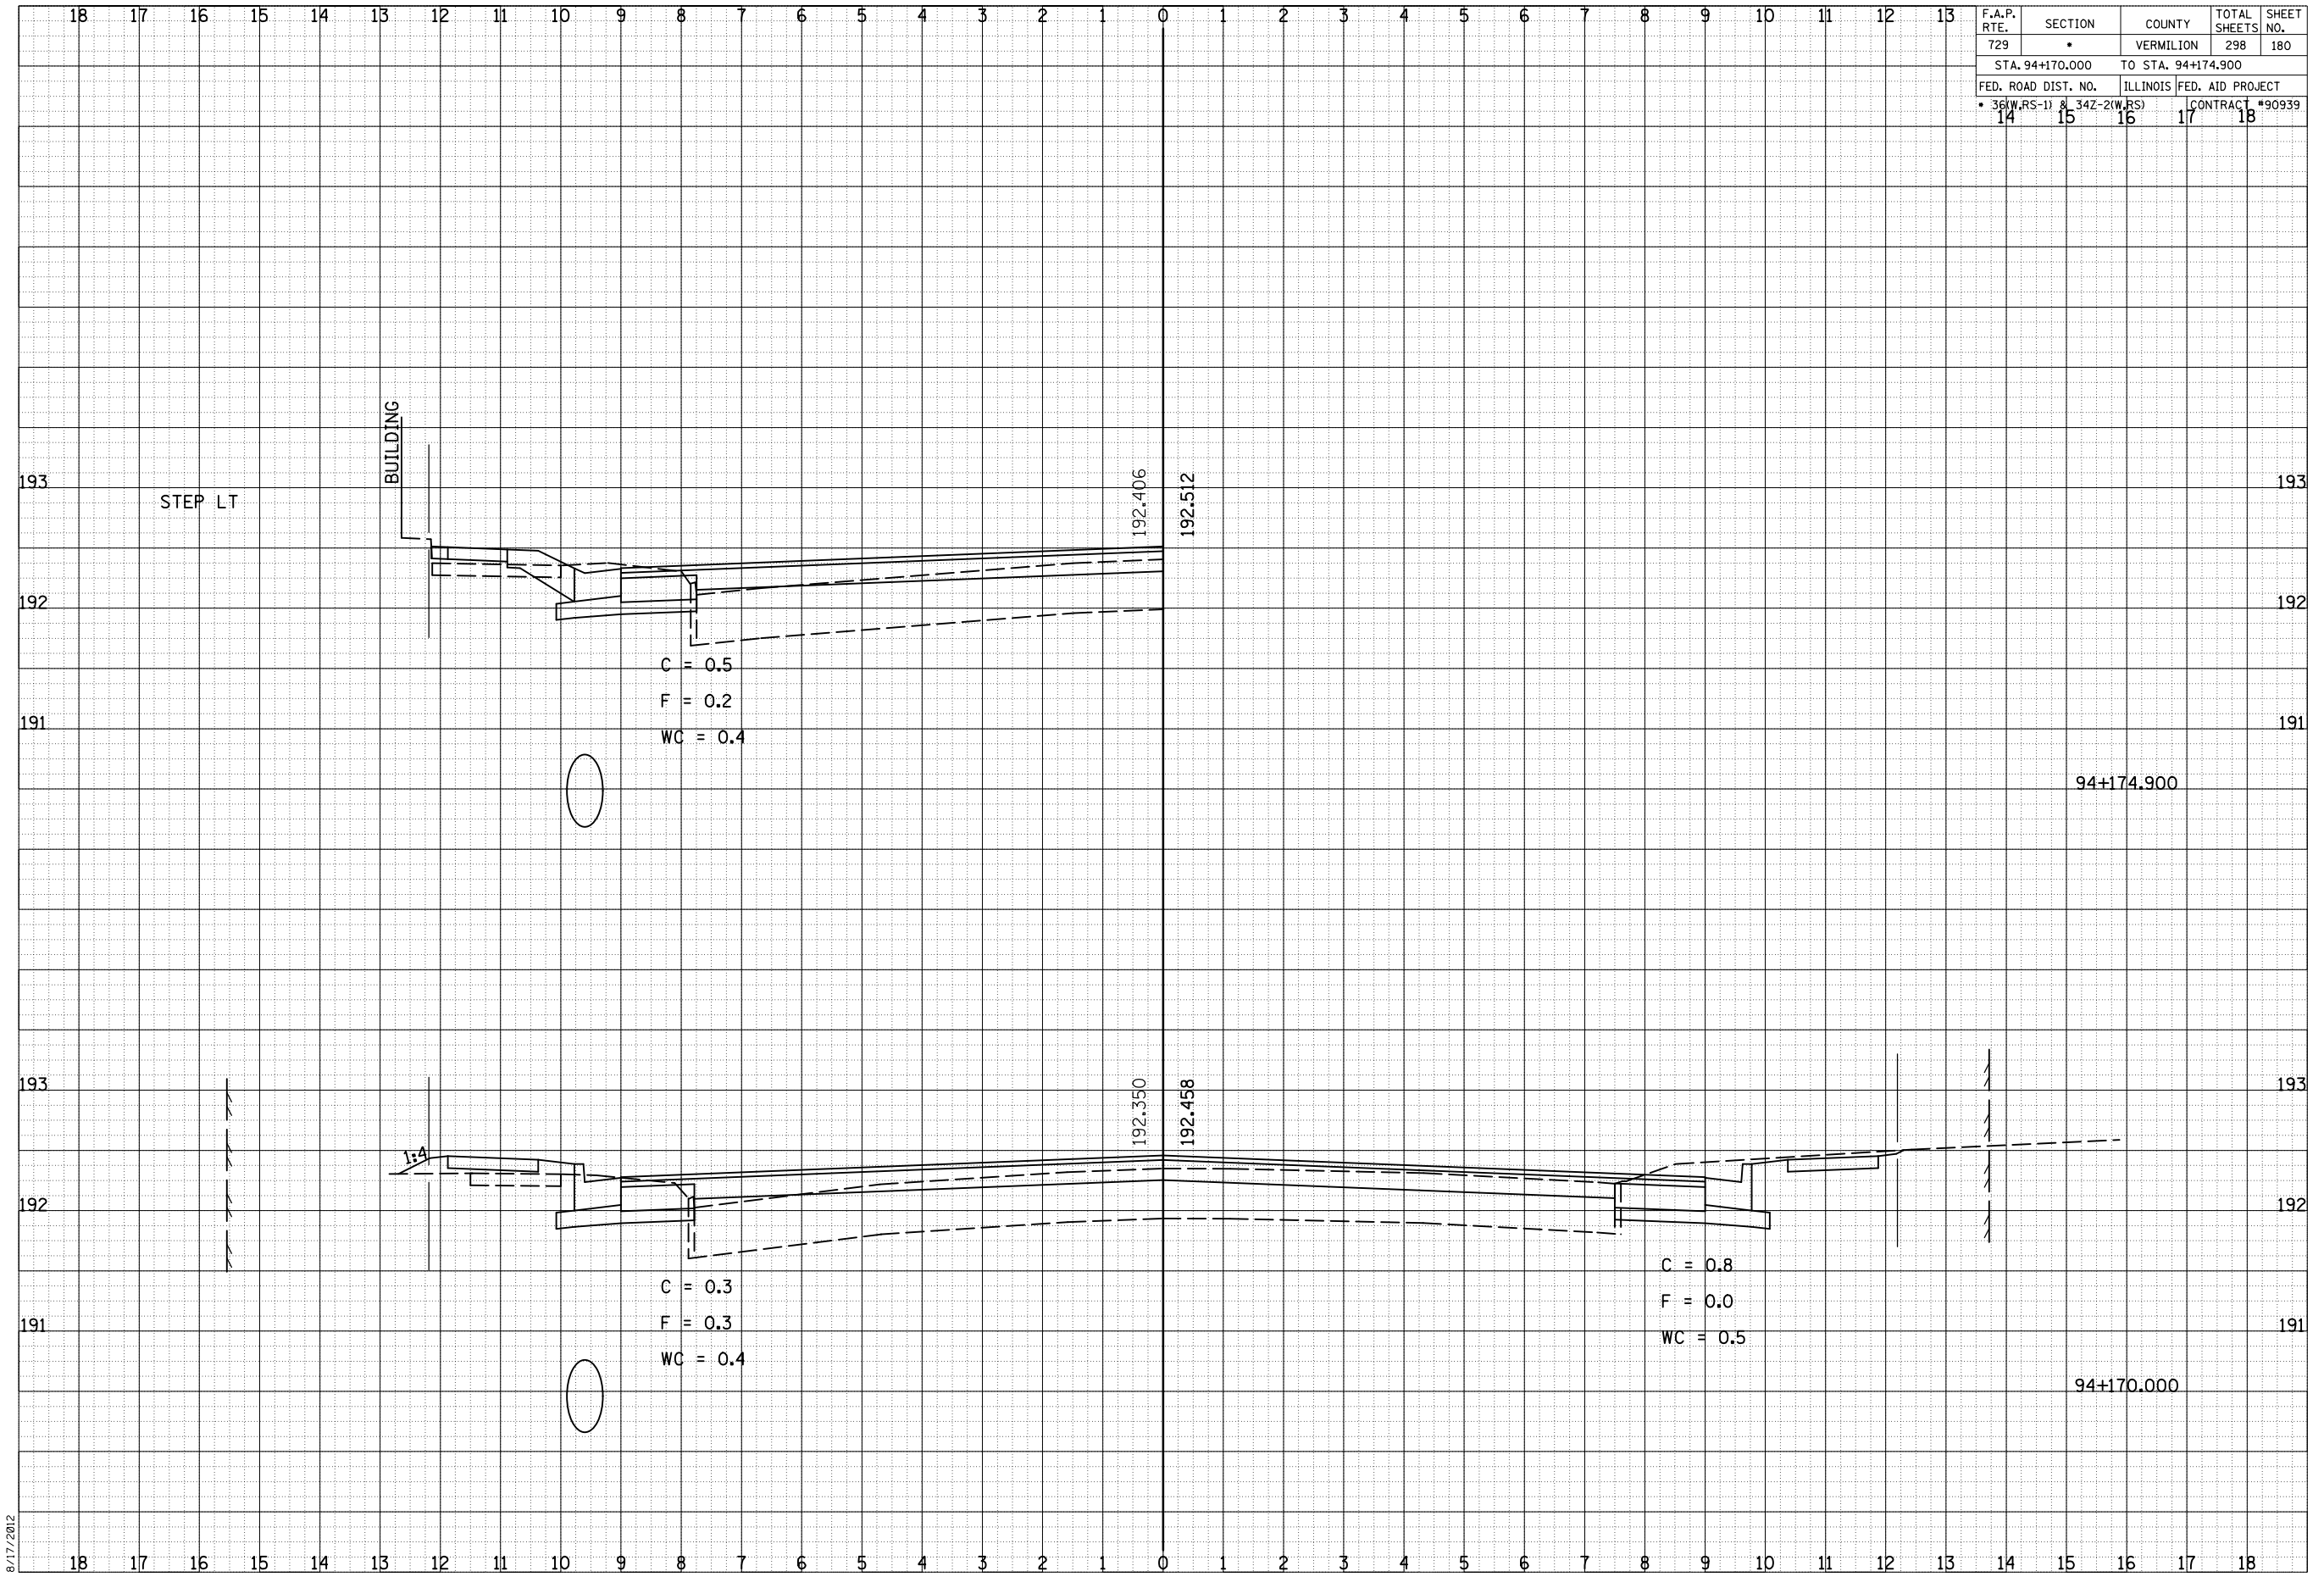 18 17 16 15 14 13 12 11 10 9 8 7 6 5 4 3 2 1 0 1 2 3 4 5 6 7 8 9 10 11 12 13
F.A.P. RTE. SECTION COUNTY TOTAL SHEETS SHEET NO.
729 * VERMILION 298 180
STA. 94+170.000 TO STA. 94+174.900
FED. ROAD DIST. NO. ILLINOIS FED. AID PROJECT
* 36(W,RS-1) & 34Z-2(W,RS) CONTRACT #90939
14 15 16 17 18
BUILDING
192.406
192.512
193 193
STEP LT
192 192
C = 0.5
F = 0.2
191 191
WC = 0.4
94+174.900
192.350
192.458
193 193
1:4
192 192
C = 0.8
C = 0.3
F = 0.0
F = 0.3
191 191
WC = 0.5
WC = 0.4
94+170.000
8/17/2012
18 17 16 15 14 13 12 11 10 9 8 7 6 5 4 3 2 1 0 1 2 3 4 5 6 7 8 9 10 11 12 13 14 15 16 17 18